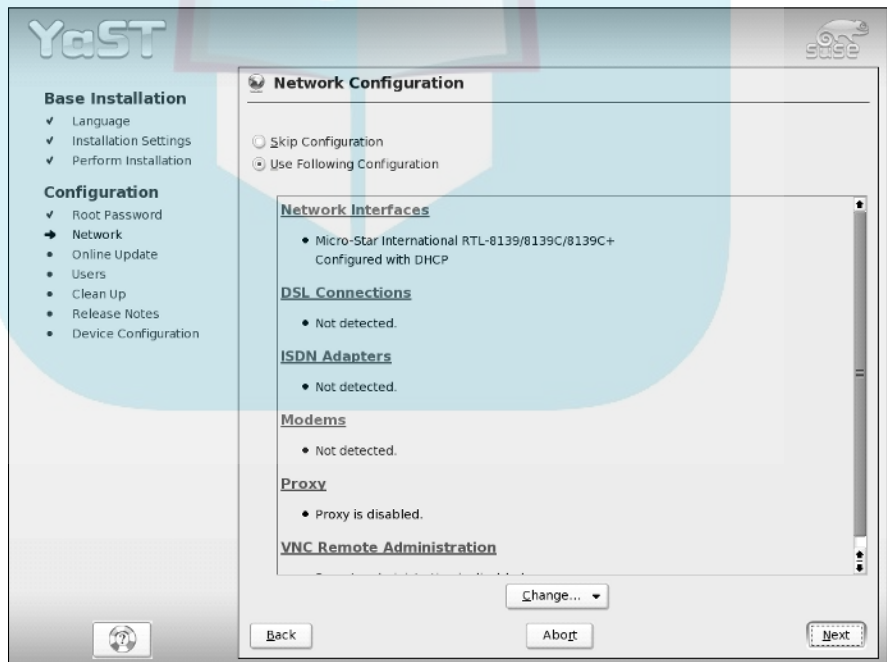 YaST
suse
Base Installation
Language
Installation Settings
Perform Installation
Configuration
Root Password
Network
Online Update
Users
Clean Up
Release Notes
Device Configuration
Network Configuration
Skip Configuration
Use Following Configuration
Network Interfaces
Micro-Star International RTL-8139/8139C/8139C+
Configured with DHCP
DSL Connections
Not detected.
ISDN Adapters
Not detected.
Modems
Not detected.
Proxy
Proxy is disabled.
VNC Remote Administration
Change...
Back
Abort
Next